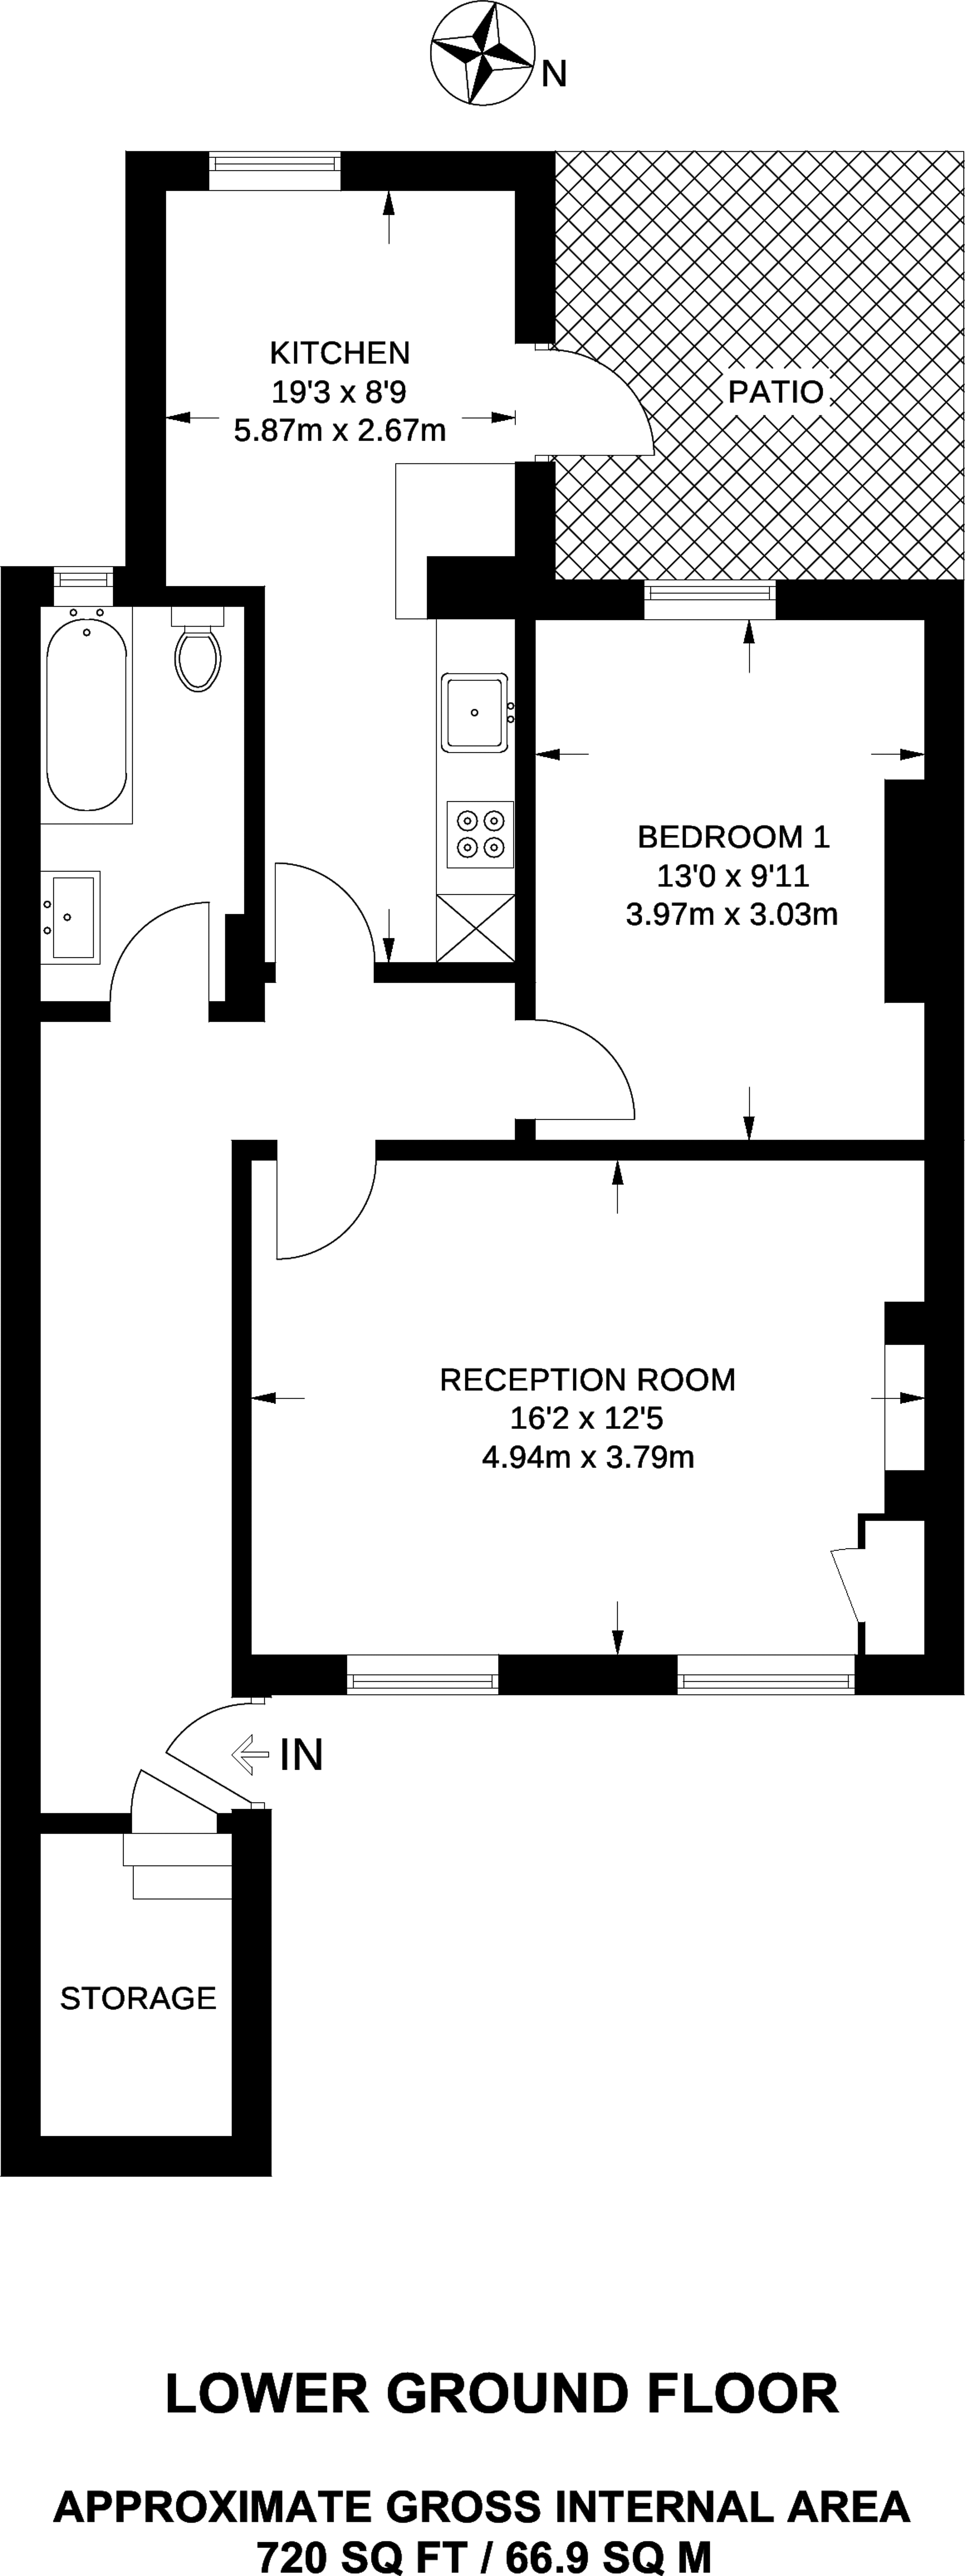 N
KITCHEN
19'3 x 8'9
5.87m x 2.67m
PATIO
BEDROOM 1
13'0 x 9'11
3.97m x 3.03m
RECEPTION ROOM
16'2 x 12'5
4.94m x 3.79m
IN
STORAGE
LOWER GROUND FLOOR
APPROXIMATE GROSS INTERNAL AREA
720 SQ FT / 66.9 SQ M